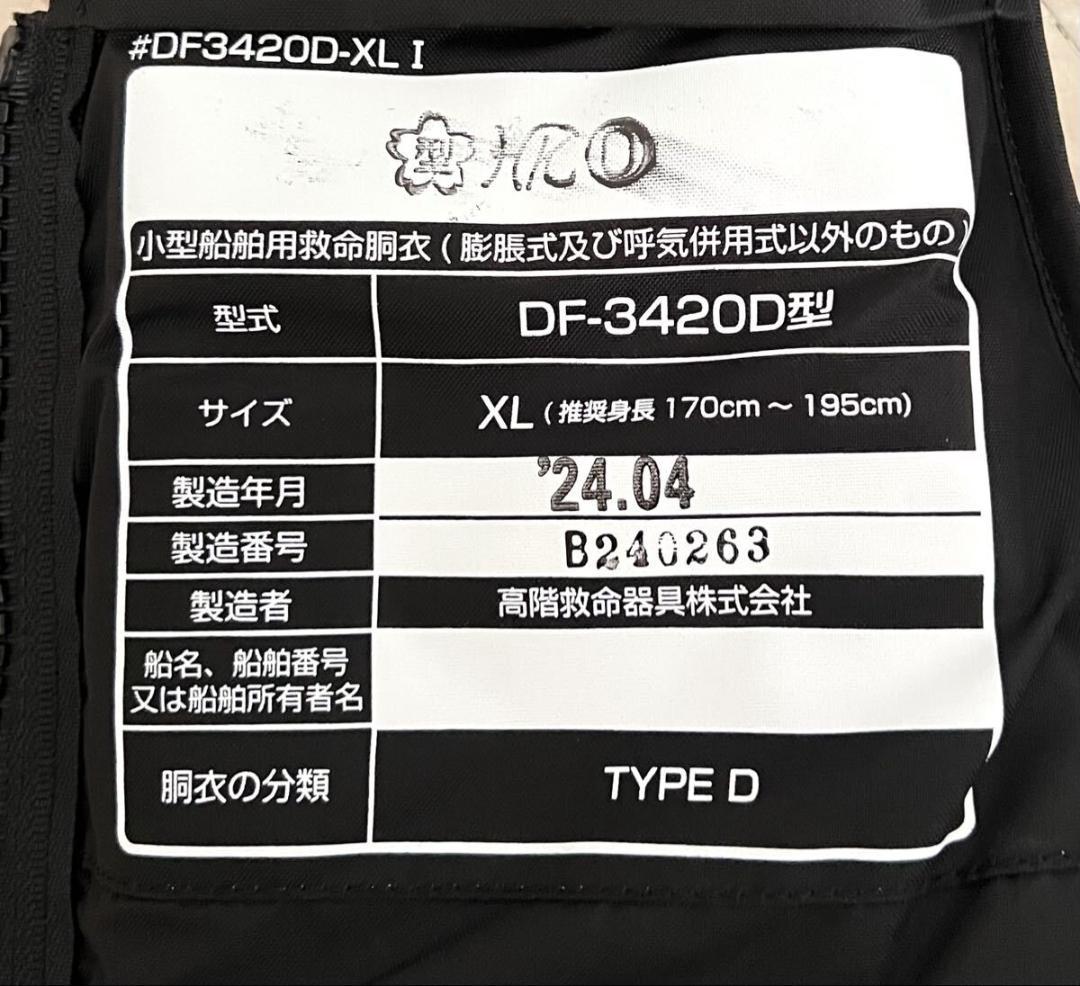 #DF3420D-XL I
型
小型船舶用救命胴衣(膨脹式及び呼気併用式以外のもの)
型式 DF-3420D型
サイズ XL(推奨身長 170cm~195cm)
製造年月 '24.04
製造番号 B240263
製造者 高階救命器具株式会社
船名、船舶番号
又は船舶所有者名
胴衣の分類 TYPE D